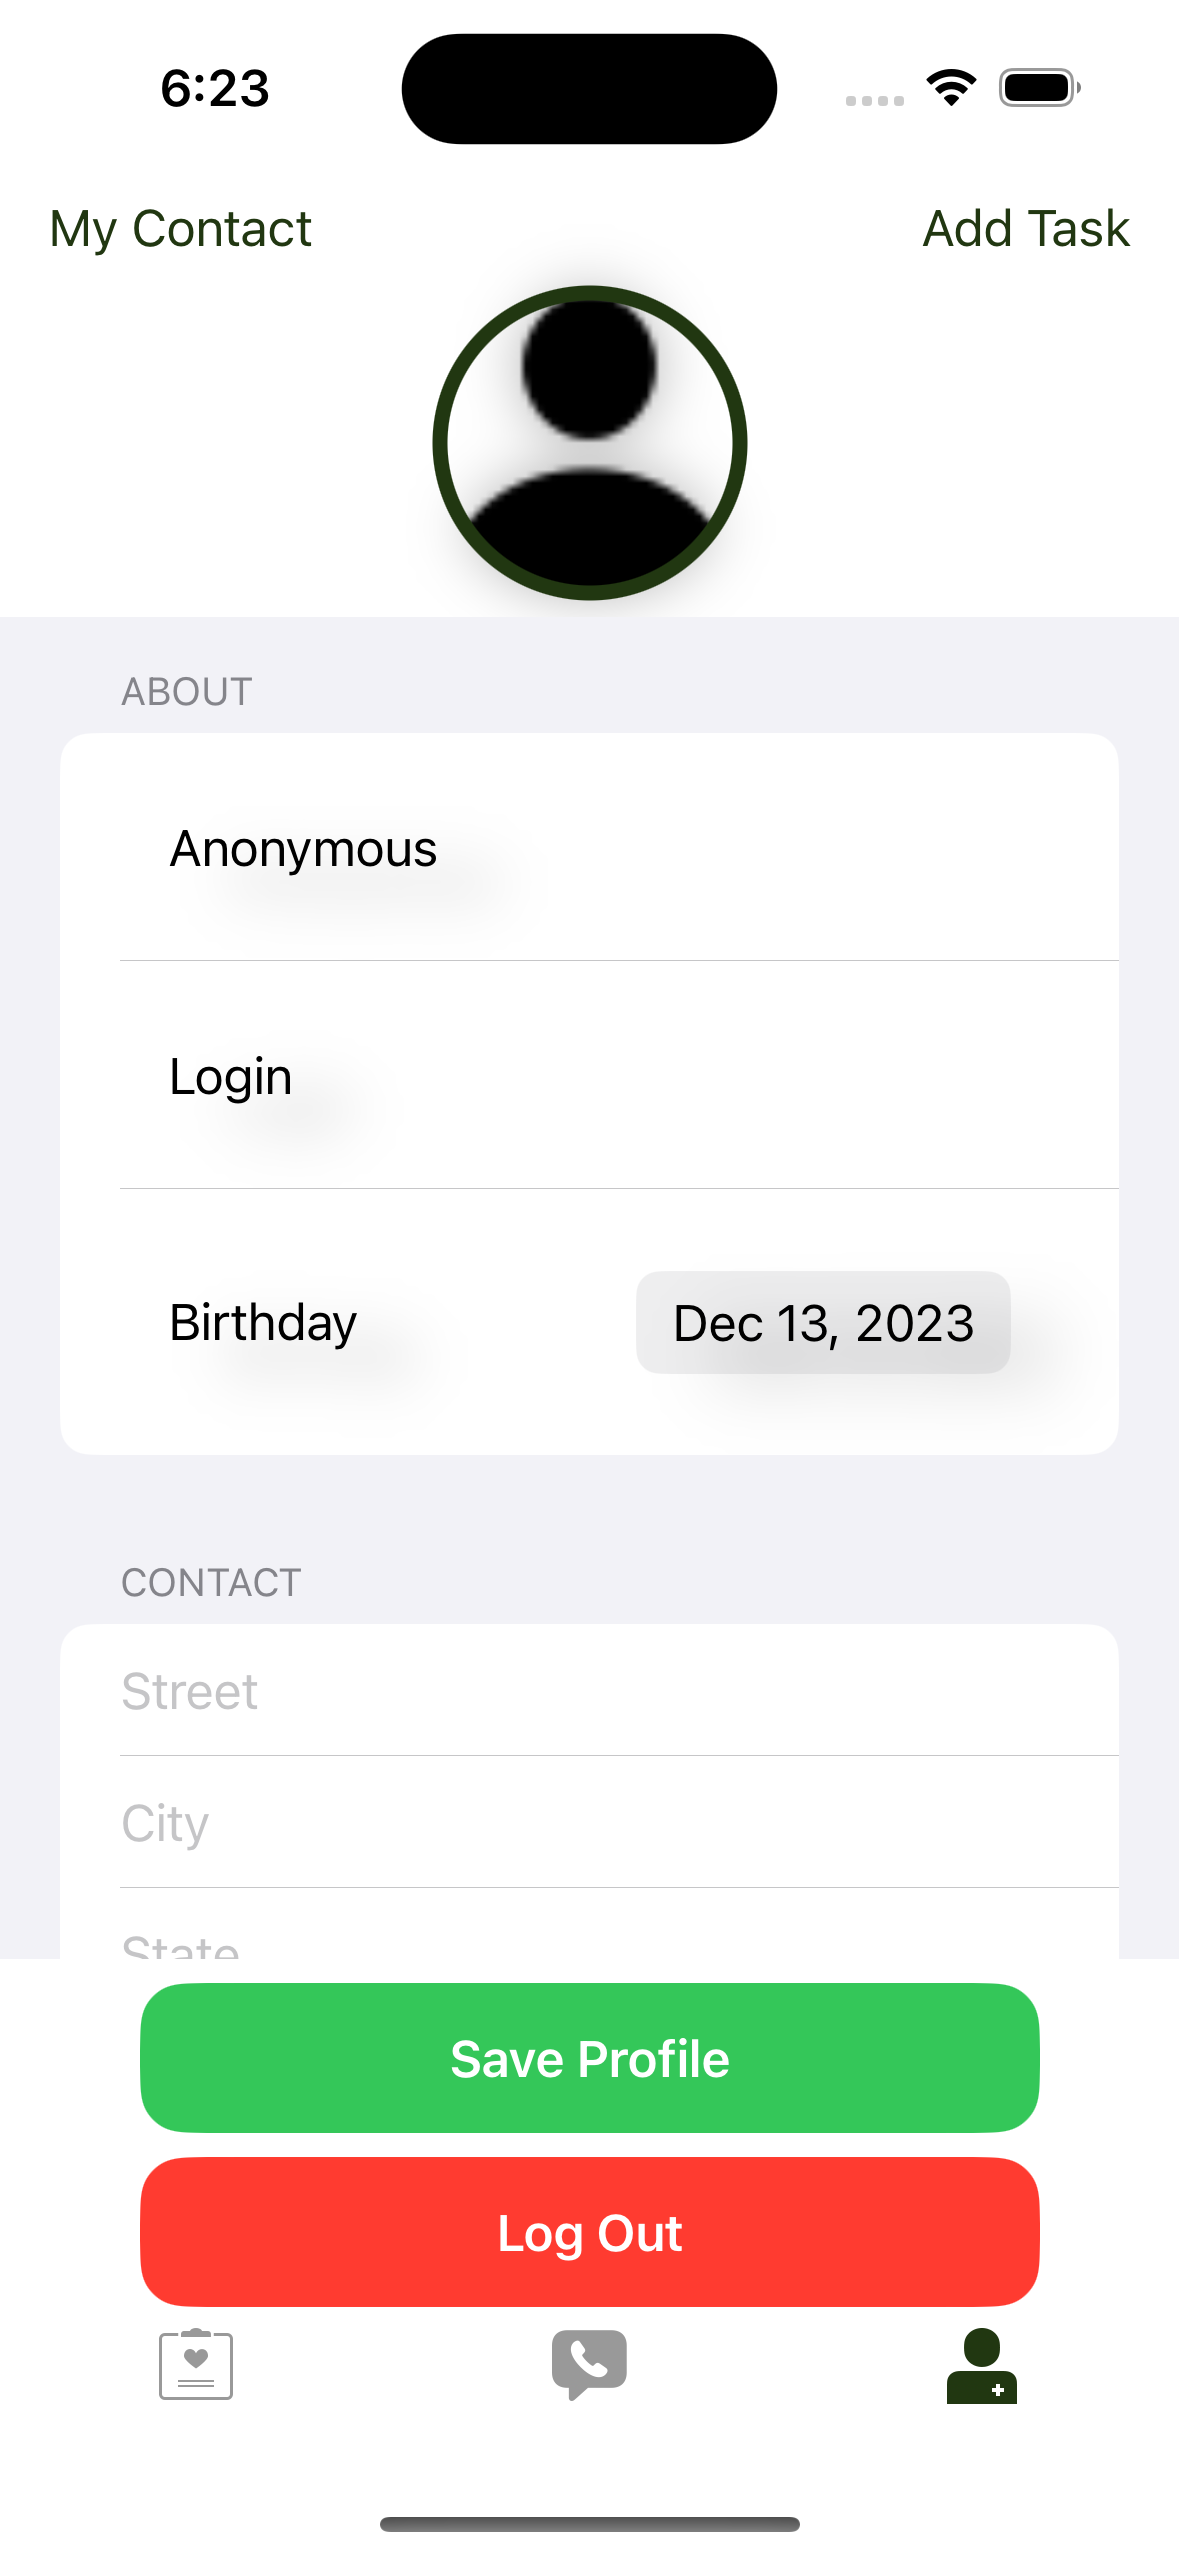 6:23
My Contact
Add Task
ABOUT
Anonymous
Login
Birthday
Dec 13, 2023
CONTACT
Street
City
State
Save Profile
Log Out